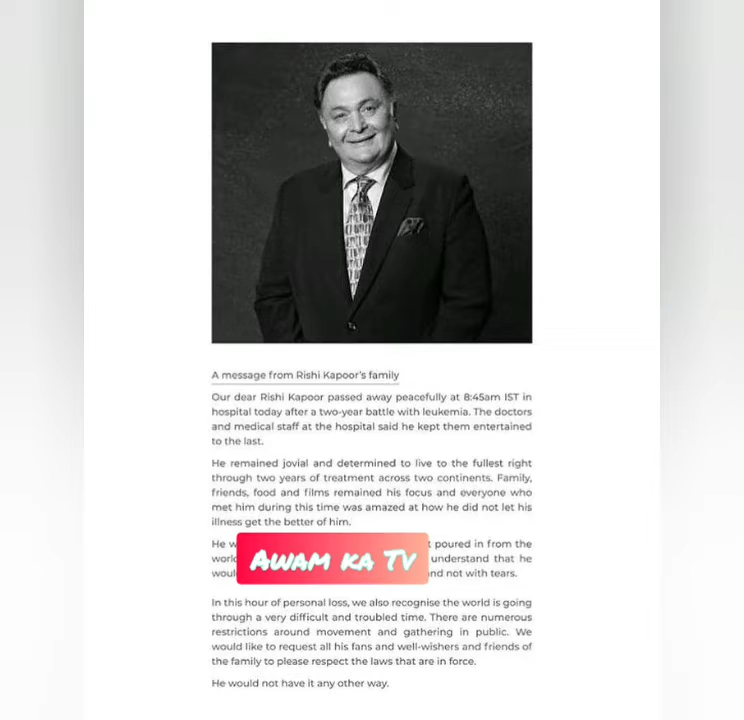 A message from Rishi Kapoor's family
Our dear Rishi Kapoor passed away peacefully at 8:45am IST in
hospital today after a two-year battle with leukemia. The doctors
and medical staff at the hospital said he kept them entertained
to the last.
He remained jovial and determined to live to the fullest right
through two years of treatment across two continents. Family,
friends, food and films remained his focus and everyone who
met him during this time was amazed at how he did not let his
illness get the better of him.
He poured in from the
understand that he
and not with tears.
AWAM KA TV
In this hour of personal loss, we also recognise the world is going
through a very difficult and troubled time. There are numerous
restrictions around movement and gathering in public. We
would like to request all his fans and well-wishers and friends of
the family to please respect the laws that are in force.
He would not have it any other way.